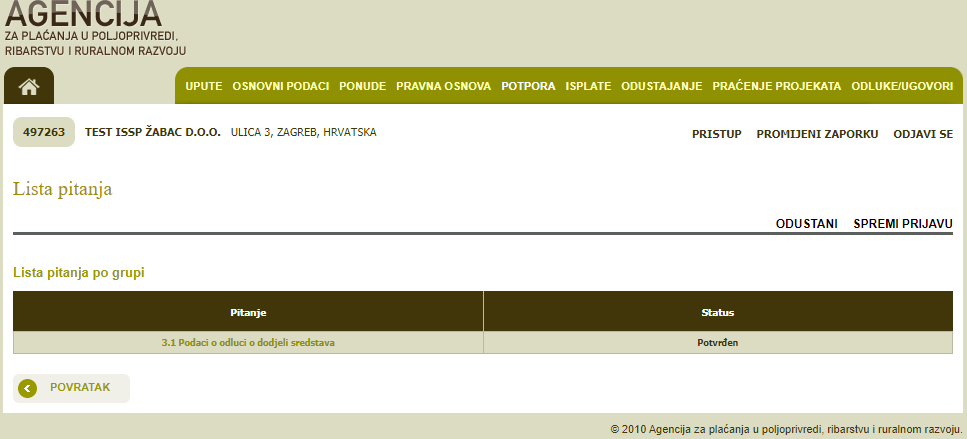 AGENCIJA
ZA PLAĆANJA U POLJOPRIVREDI,
RIBARSTVU I RURALNOM RAZVOJU
UPUTE OSNOVNI PODACI PONUDE PRAVNA OSNOVA POTPORA ISPLATE ODUSTAJANJE PRAĆENJE PROJEKATA ODLUKE/UGOVORI
497263 TEST ISSP ŽABAC D.O.O. ULICA 3, ZAGREB, HRVATSKA
PRISTUP PROMIJENI ZAPORKU ODJAVI SE
Lista pitanja
ODUSTANI SPREMI PRIJAVU
Lista pitanja po grupi
Pitanje Status
3.1 Podaci o odluci o dodjeli sredstava Potvrđen
POVRATAK
© 2010 Agencija za plaćanja u poljoprivredi, ribarstvu i ruralnom razvoju.